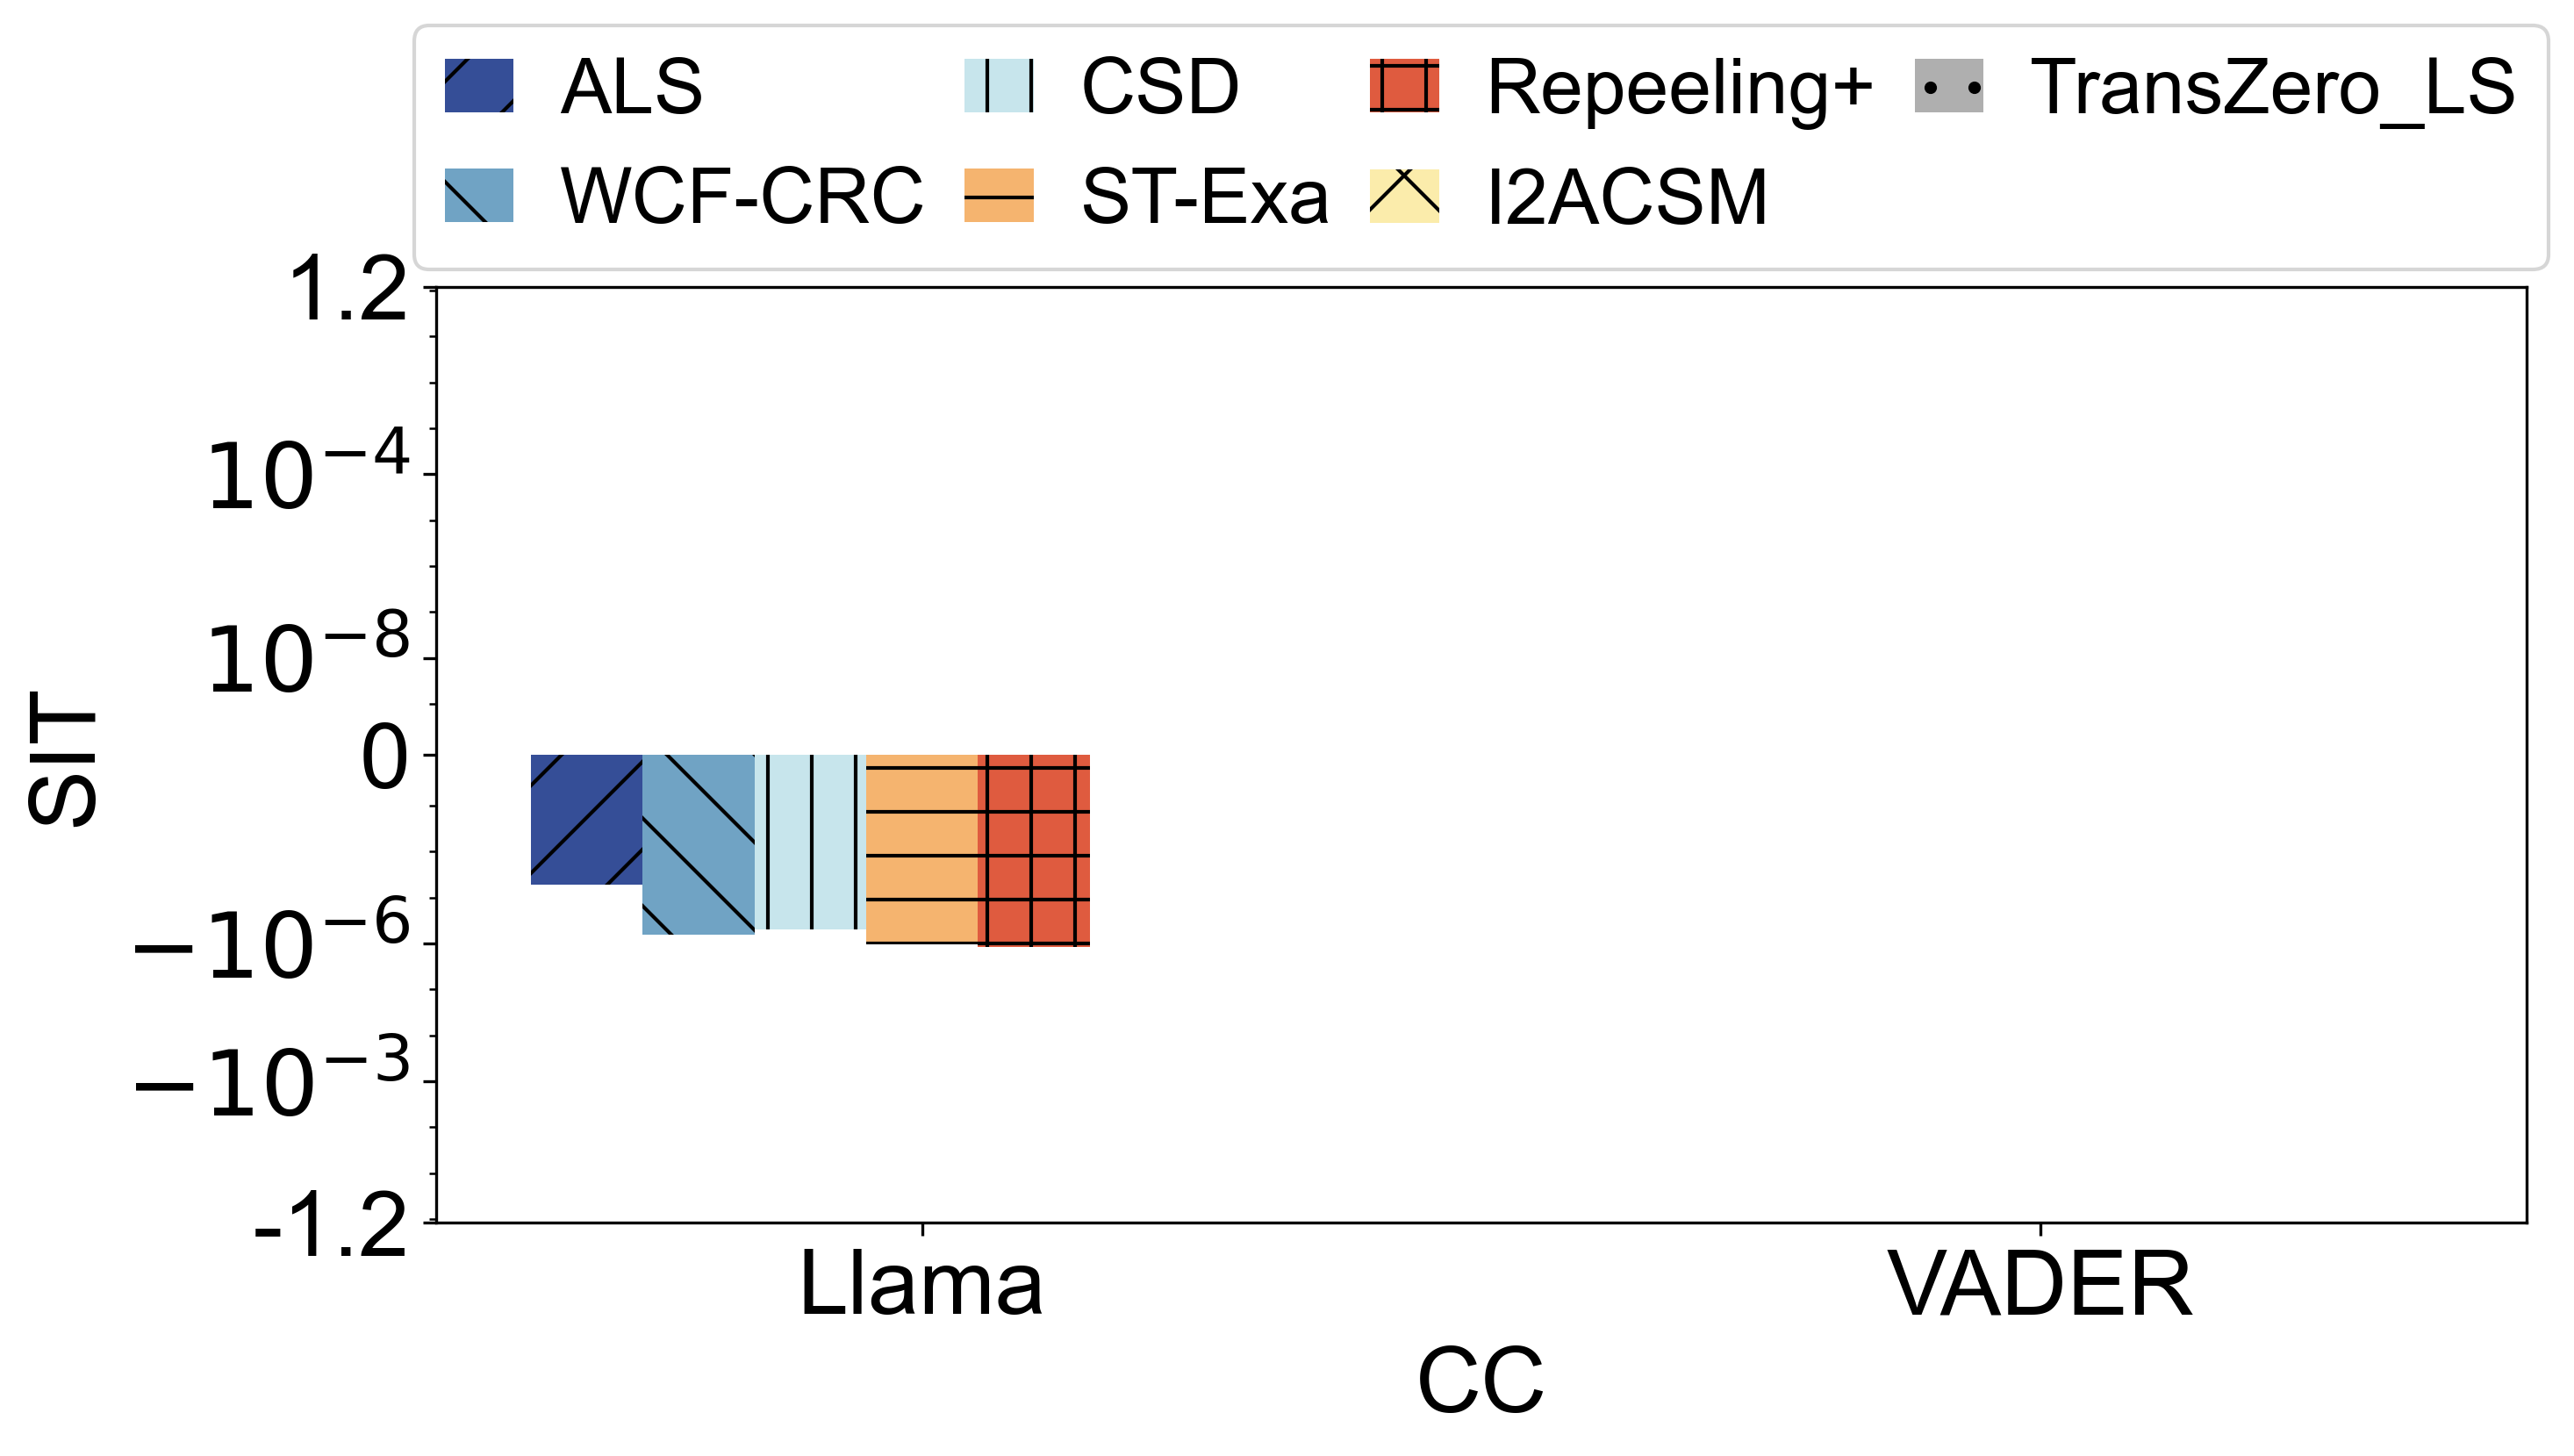 ALS CSD Repeeling+ TransZero_LS
WCF-CRC ST-Exa I2ACSM
1.2
10⁻⁴
10⁻⁸
0
−10⁻⁶
−10⁻³
-1.2
SIT
Llama VADER
CC